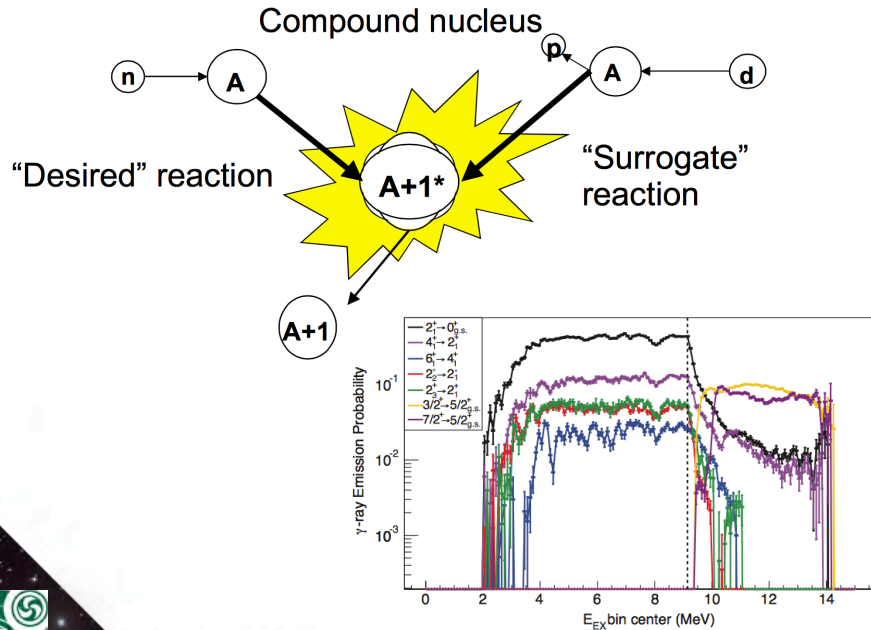 Compound nucleus
n
A
p
A
d
“Desired” reaction
A+1*
“Surrogate”
reaction
A+1
2⁺₁→0⁺g.s.
4⁺₁→2⁺₁
6⁺₁→4⁺₁
2⁺₂→2⁺₁
2⁺₃→2⁺₁
3/2⁺→5/2⁺g.s.
7/2⁺→5/2⁺g.s.
γ-ray Emission Probability
10⁻¹
10⁻²
10⁻³
0 2 4 6 8 10 12 14
E_EX bin center (MeV)